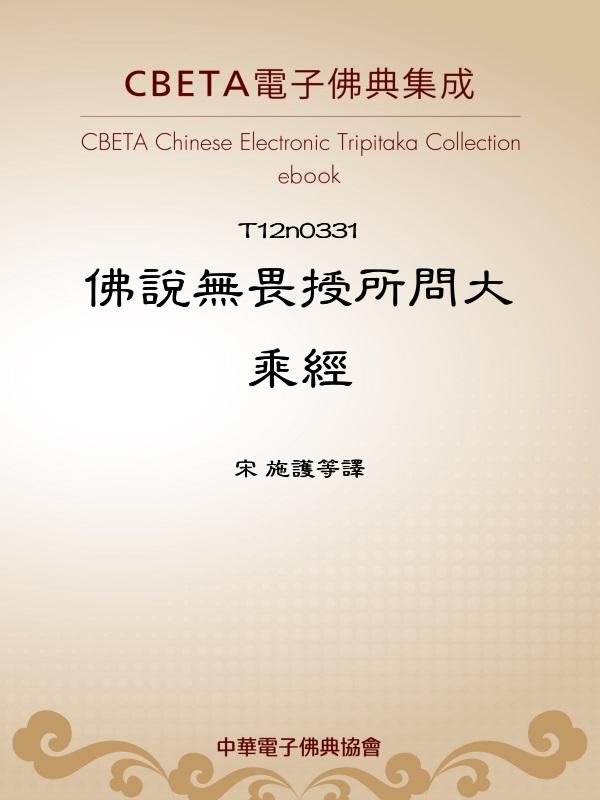 CBETA電子佛典集成
CBETA Chinese Electronic Tripitaka Collection
ebook
T12n0331
佛說無畏授所問大
乘經
宋 施護等譯
中華電子佛典協會